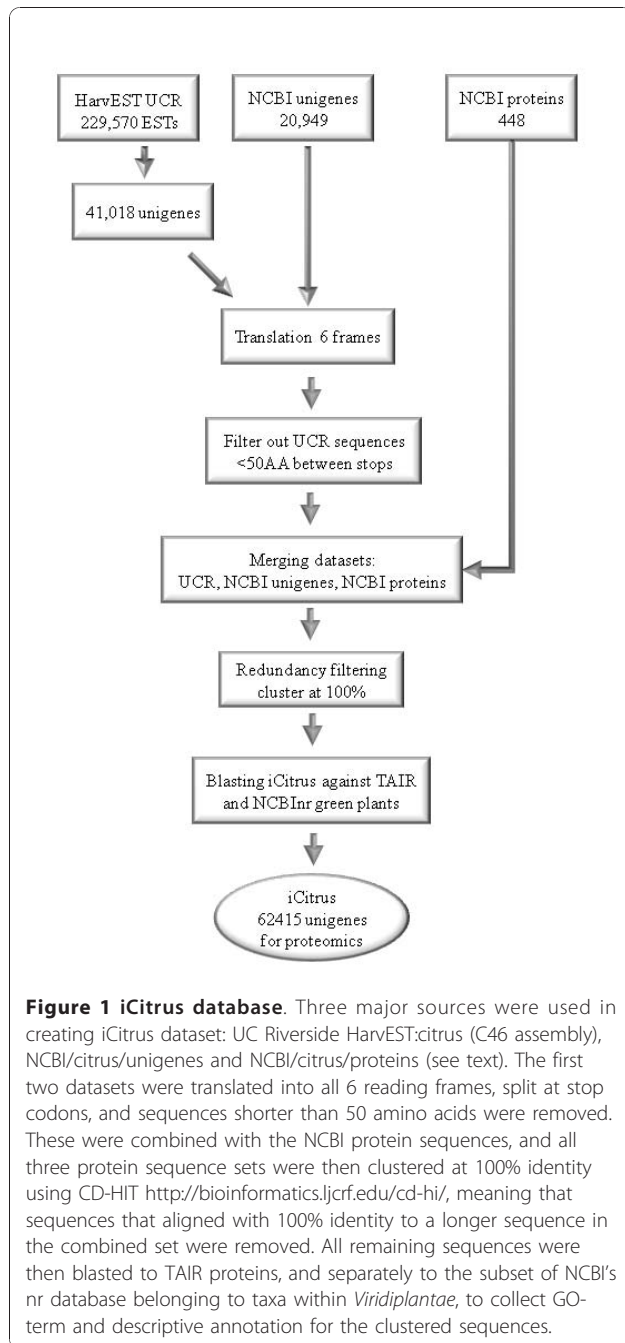 HarvEST UCR
229,570 ESTs
NCBI unigenes
20,949
NCBI proteins
448
41,018 unigenes
Translation 6 frames
Filter out UCR sequences
<50AA between stops
Merging datasets:
UCR, NCBI unigenes, NCBI proteins
Redundancy filtering
cluster at 100%
Blasting iCitrus against TAIR
and NCBInr green plants
iCitrus
62415 unigenes
for proteomics
Figure 1 iCitrus database. Three major sources were used in
creating iCitrus dataset: UC Riverside HarvEST:citrus (C46 assembly),
NCBI/citrus/unigenes and NCBI/citrus/proteins (see text). The first
two datasets were translated into all 6 reading frames, split at stop
codons, and sequences shorter than 50 amino acids were removed.
These were combined with the NCBI protein sequences, and all
three protein sequence sets were then clustered at 100% identity
using CD-HIT http://bioinformatics.ljcrf.edu/cd-hi/, meaning that
sequences that aligned with 100% identity to a longer sequence in
the combined set were removed. All remaining sequences were
then blasted to TAIR proteins, and separately to the subset of NCBI's
nr database belonging to taxa within Viridiplantae, to collect GO-
term and descriptive annotation for the clustered sequences.